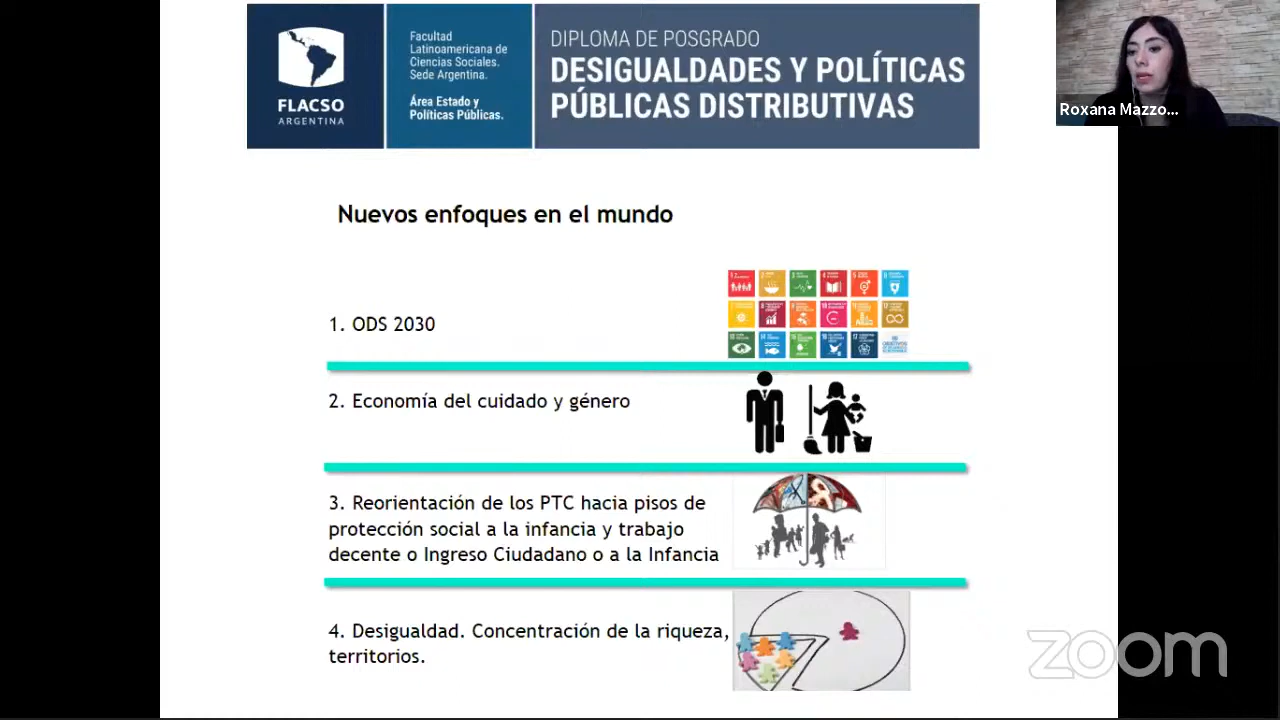 FLACSO
ARGENTINA
Facultad
Latinoamericana de
Ciencias Sociales.
Sede Argentina.
Área Estado y
Políticas Públicas.
DIPLOMA DE POSGRADO
DESIGUALDADES Y POLÍTICAS
PÚBLICAS DISTRIBUTIVAS
Roxana Mazzo...
Nuevos enfoques en el mundo
1. ODS 2030
2. Economía del cuidado y género
3. Reorientación de los PTC hacia pisos de
protección social a la infancia y trabajo
decente o Ingreso Ciudadano o a la Infancia
4. Desigualdad. Concentración de la riqueza,
territorios.
zoom